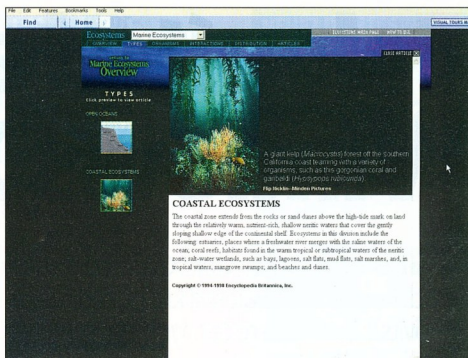 File Edit Features Bookmarks Tools Help
Find Home
VISUAL TOURS
Ecosystems Marine Ecosystems
ECOSYSTEMS MAIN PAGE HOW TO USE
OVERVIEW TYPES ORGANISMS INTERACTIONS DISTRIBUTION ARTICLES
CLOSE ARTICLE
Marine Ecosystems
Overview
TYPES
Click preview to view article
OPEN OCEANS
COASTAL ECOSYSTEMS
A giant kelp (Macrocystis) forest off the southern
California coast teaming with a variety of
organisms, such as this gorgonian coral and
garibaldi (Hypsypops rubicunda).
Flip Nicklin-Minden Pictures
COASTAL ECOSYSTEMS
The coastal zone extends from the rocks or sand dunes above the high-tide mark on land
through the relatively warm, nutrient-rich, shallow neritic waters that cover the gently
sloping shallow edge of the continental shelf. Ecosystems in this division include the
following: estuaries, places where a freshwater river merges with the saline waters of the
ocean, coral reefs, habitats found in the warm tropical or subtropical waters of the neritic
zone; salt-water wetlands, such as bays, lagoons, salt flats, mud flats, salt marshes, and, in
tropical waters, mangrove swamps; and beaches and dunes.
Copyright © 1994-1998 Encyclopædia Britannica, Inc.